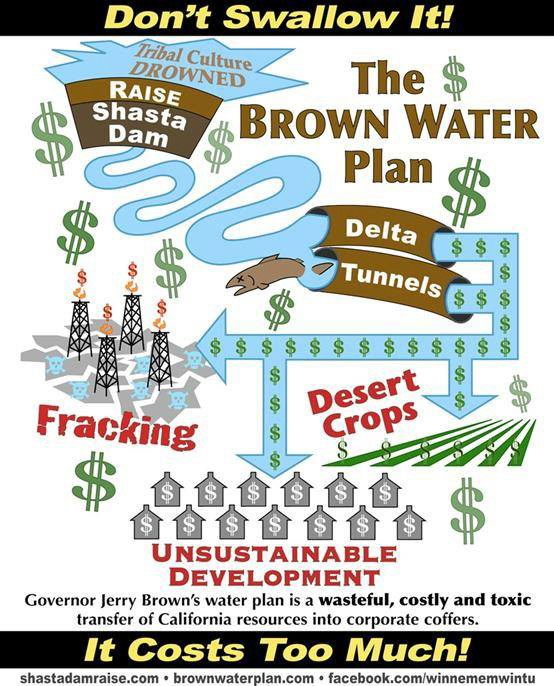 Don't Swallow It!
Tribal Culture
DROWNED
RAISE
Shasta
Dam
The $
BROWN WATER
Plan
Delta
Tunnels
$ $ $
$ $
$ $ $ $ $ $ $ $ $ $ $ $ $
Fracking
Desert
Crops
$ $ $ $ $ $ $
$ $ $ $ $ $
$ $ $ $ $ $ $
UNSUSTAINABLE
DEVELOPMENT
Governor Jerry Brown's water plan is a wasteful, costly and toxic
transfer of California resources into corporate coffers.
It Costs Too Much!
shastadamraise.com • brownwaterplan.com • facebook.com/winnememwintu